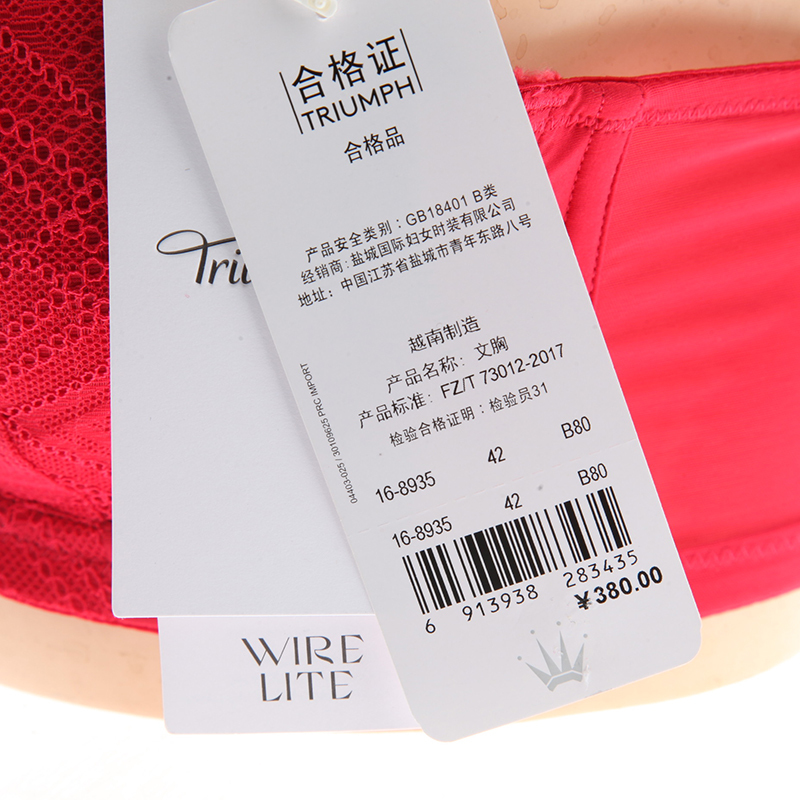 合格证
TRIUMPH
合格品
产品安全类别：GB18401 B类
经销商：盐城国际妇女时装有限公司
地址：中国江苏省盐城市青年东路八号
越南制造
产品名称：文胸
产品标准：FZ/T 73012-2017
检验合格证明：检验员31
16-8935 42 B80
16-8935 42 B80
6 913938 283435
¥380.00
04403-025 / 30109625 PRC IMPORT
WIRE
LITE